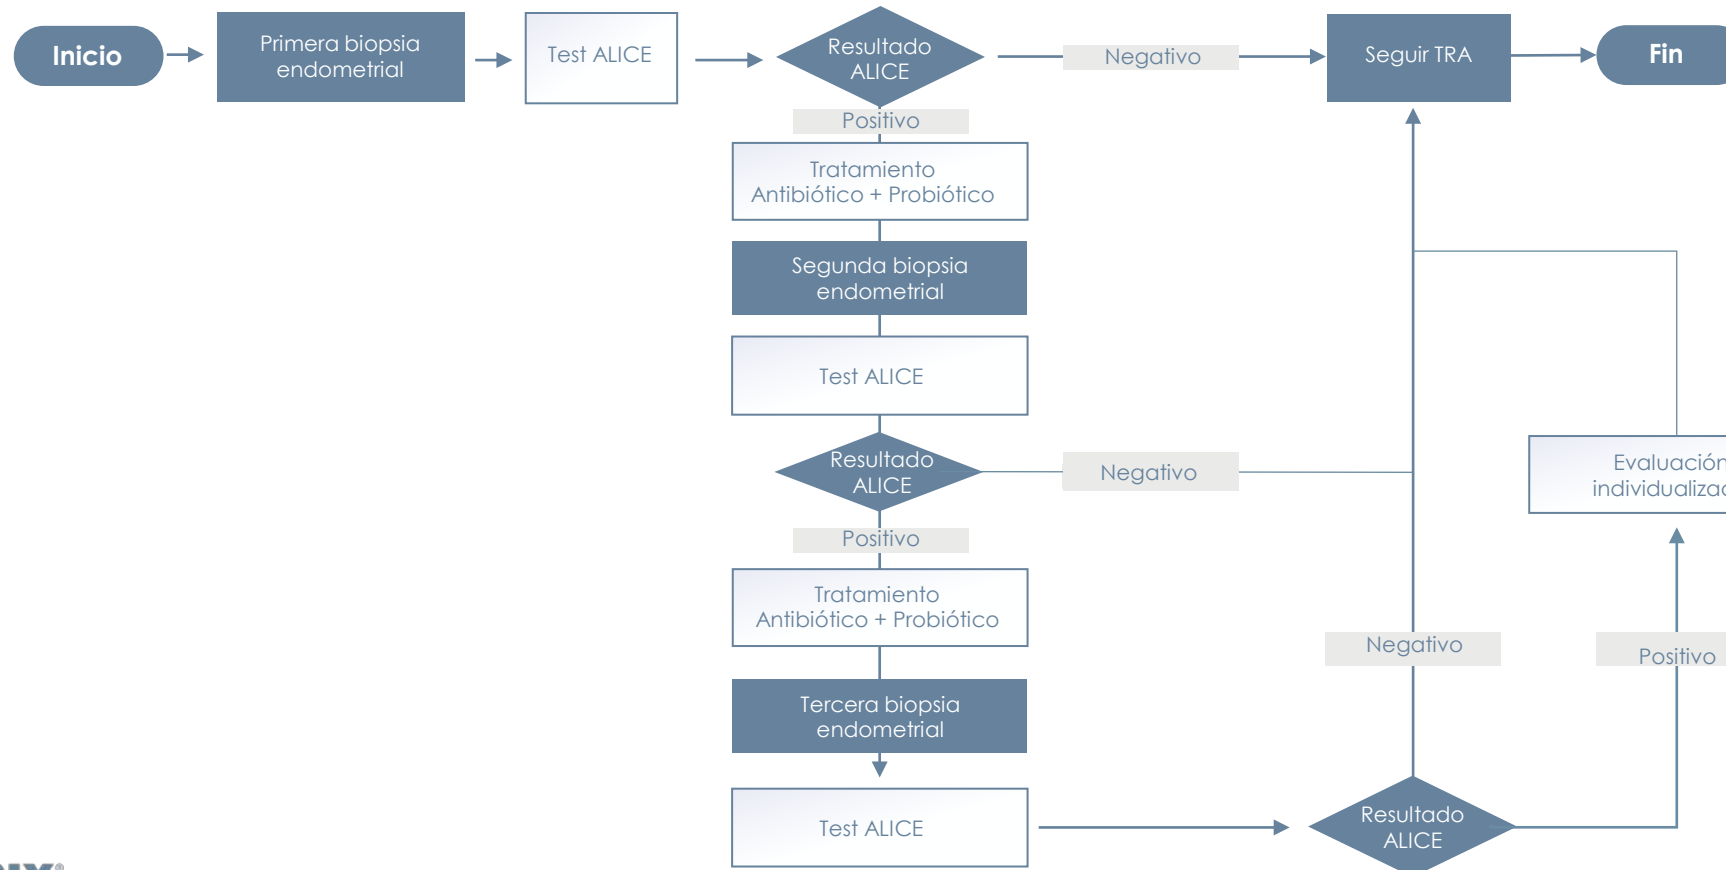 Inicio
Primera biopsia
endometrial
Test ALICE
Resultado
ALICE
Negativo
Seguir TRA
Fin
Positivo
Tratamiento
Antibiótico + Probiótico
Segunda biopsia
endometrial
Test ALICE
Resultado
ALICE
Negativo
Evaluación
Positivo
Tratamiento
Antibiótico + Probiótico
Negativo
Positivo
Tercera biopsia
endometrial
Test ALICE
Resultado
ALICE